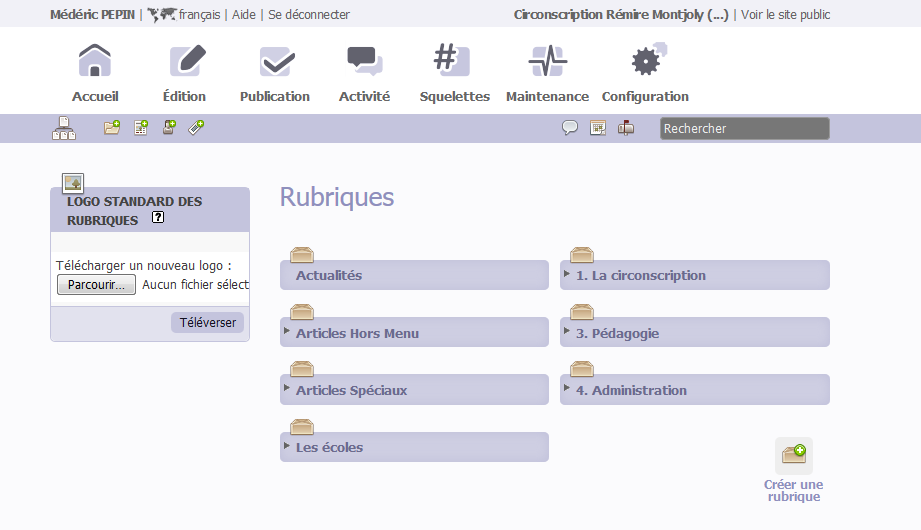 Médéric PEPIN | français | Aide | Se déconnecter
Circonscription Rémire Montjoly (...) | Voir le site public
Accueil
Édition
Publication
Activité
Squelettes
Maintenance
Configuration
Rechercher
LOGO STANDARD DES
RUBRIQUES ?
Télécharger un nouveau logo :
Parcourir... Aucun fichier sélect
Téléverser
Rubriques
Actualités
1. La circonscription
Articles Hors Menu
3. Pédagogie
Articles Spéciaux
4. Administration
Les écoles
Créer une
rubrique